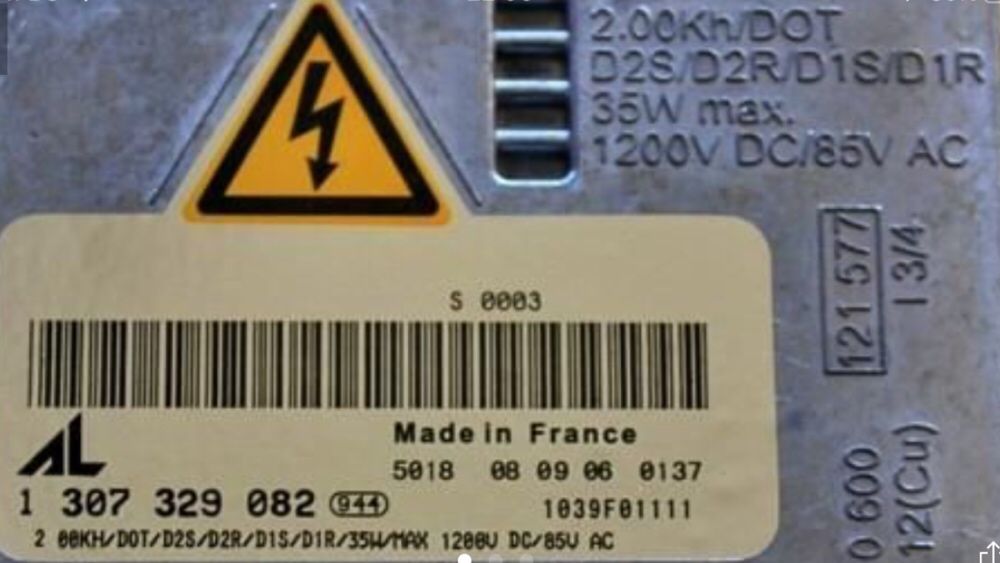 2.00Kh/DOT
D2S/D2R/D1S/D1R
35W max.
1200V DC/85V AC
121 577
13/4
S 0003
AL
Made in France
5018 08 09 06 0137
1 307 329 082 944
1039F01111
2 00KH/DOT/D2S/D2R/D1S/D1R/35W/MAX 1200V DC/85V AC
0 600
12(Cu)